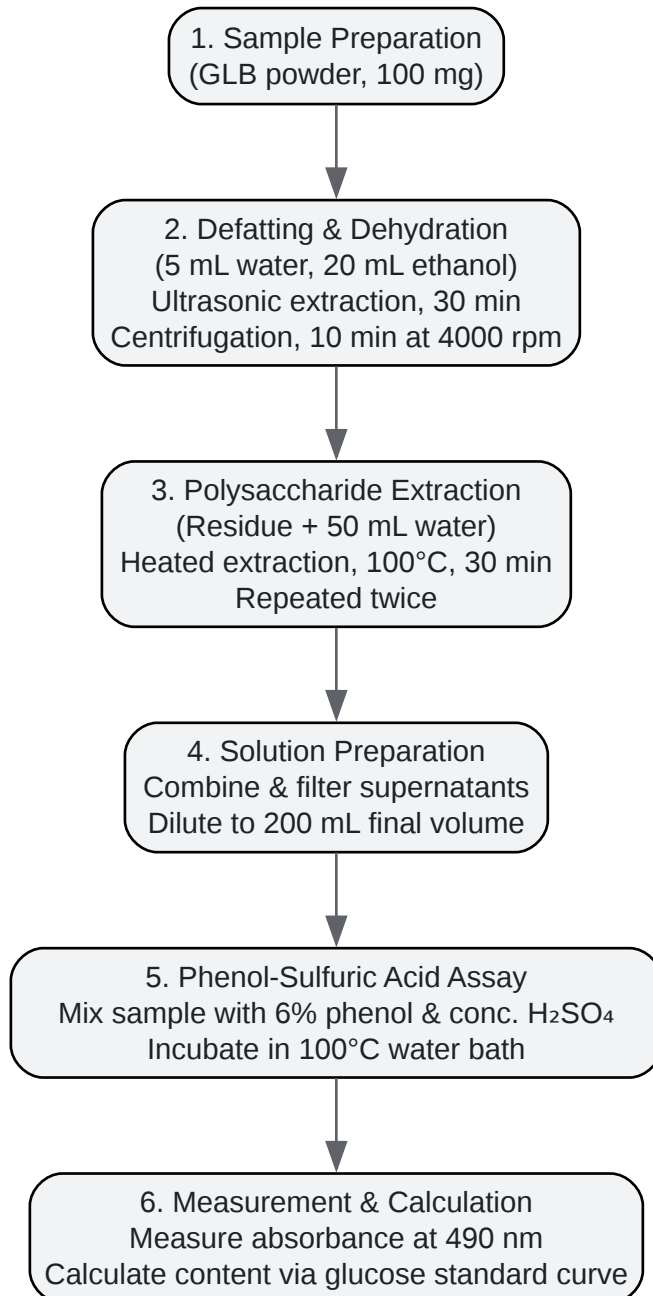 1. Sample Preparation
(GLB powder, 100 mg)
2. Defatting & Dehydration
(5 mL water, 20 mL ethanol)
Ultrasonic extraction, 30 min
Centrifugation, 10 min at 4000 rpm
3. Polysaccharide Extraction
(Residue + 50 mL water)
Heated extraction, 100°C, 30 min
Repeated twice
4. Solution Preparation
Combine & filter supernatants
Dilute to 200 mL final volume
5. Phenol-Sulfuric Acid Assay
Mix sample with 6% phenol & conc. H₂SO₄
Incubate in 100°C water bath
6. Measurement & Calculation
Measure absorbance at 490 nm
Calculate content via glucose standard curve